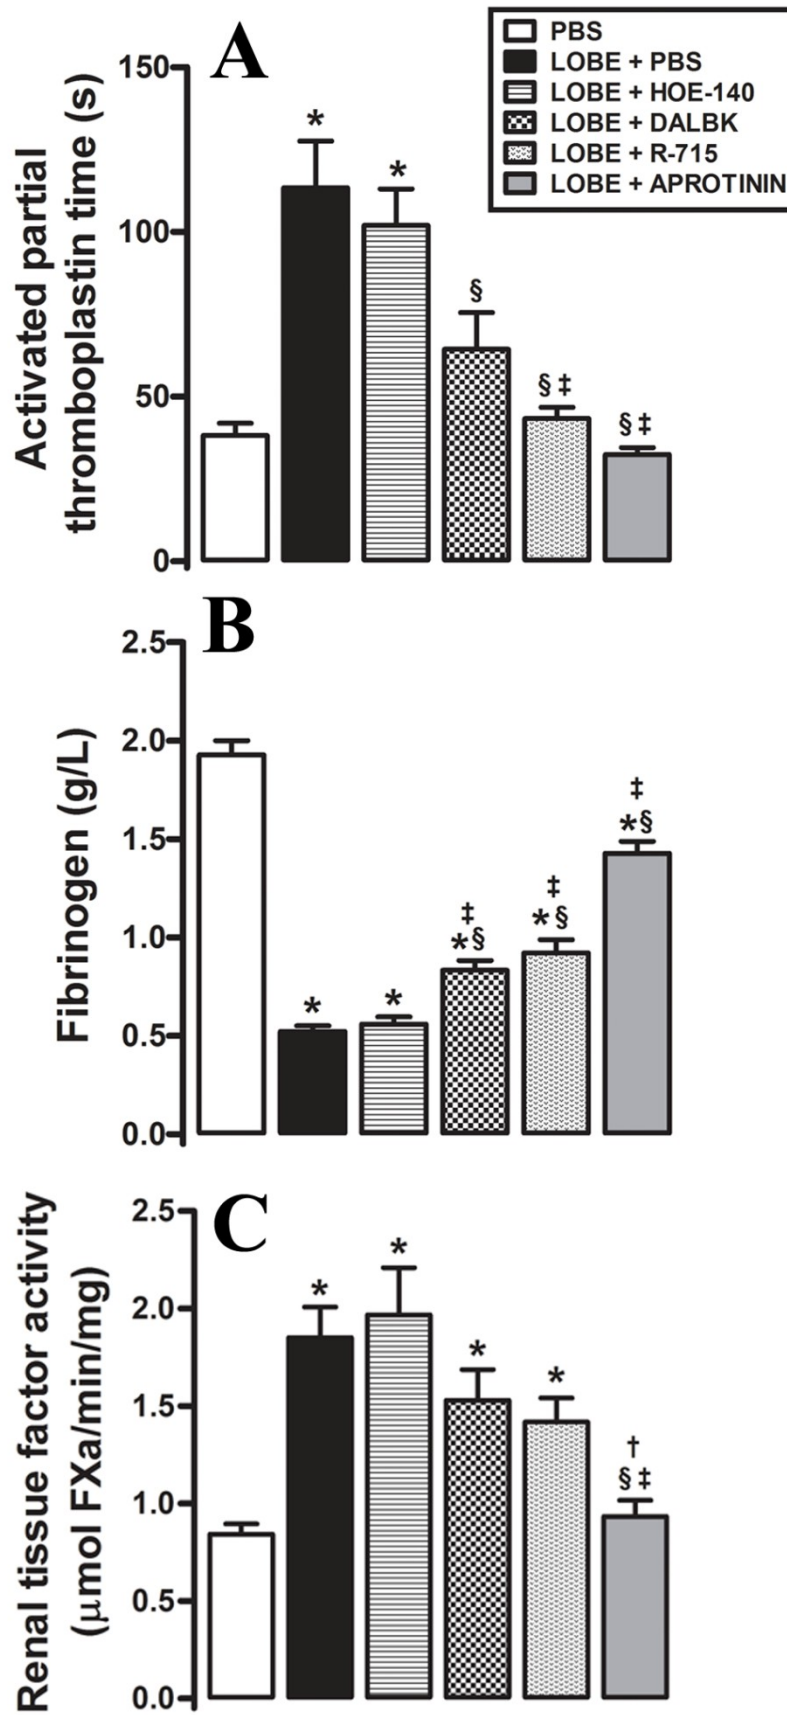 PBS
LOBE + PBS
LOBE + HOE-140
LOBE + DALBK
LOBE + R-715
LOBE + APROTININ
A
Activated partial
thromboplastin time (s)
150
100
50
0
*
*
§
§ ‡
§ ‡
B
Fibrinogen (g/L)
2.5
2.0
1.5
1.0
0.5
0.0
*
*
‡
*§
‡
*§
‡
*§
C
Renal tissue factor activity
(μmol FXa/min/mg)
2.5
2.0
1.5
1.0
0.5
0.0
*
*
*
*
†
§ ‡